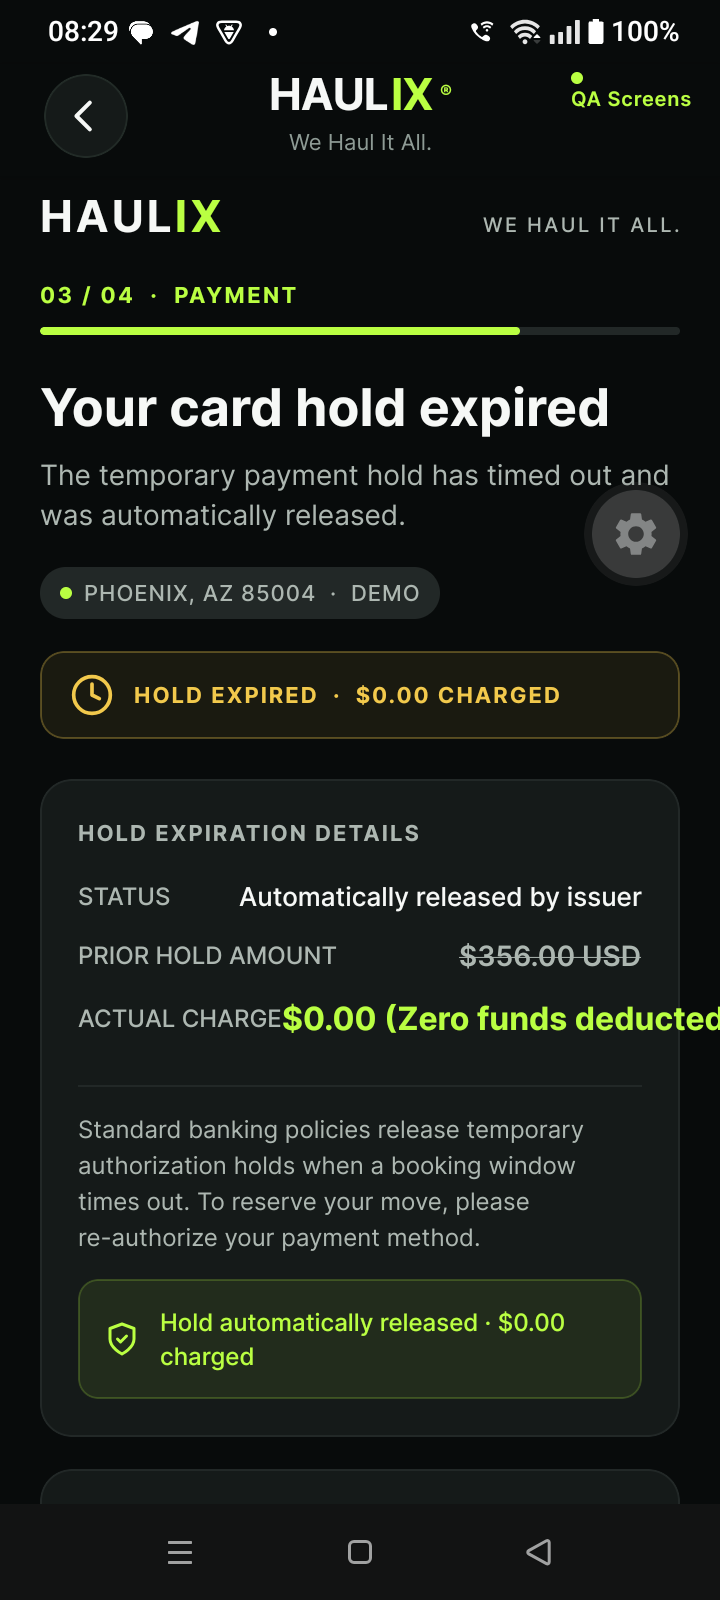 08:29
100%
HAULIX ®
QA Screens
We Haul It All.
HAULIX
WE HAUL IT ALL.
03 / 04 · PAYMENT
Your card hold expired
The temporary payment hold has timed out and
was automatically released.
PHOENIX, AZ 85004 · DEMO
HOLD EXPIRED · $0.00 CHARGED
HOLD EXPIRATION DETAILS
STATUS Automatically released by issuer
PRIOR HOLD AMOUNT $356.00 USD
ACTUAL CHARGE $0.00 (Zero funds deducted
Standard banking policies release temporary
authorization holds when a booking window
times out. To reserve your move, please
re-authorize your payment method.
Hold automatically released · $0.00
charged